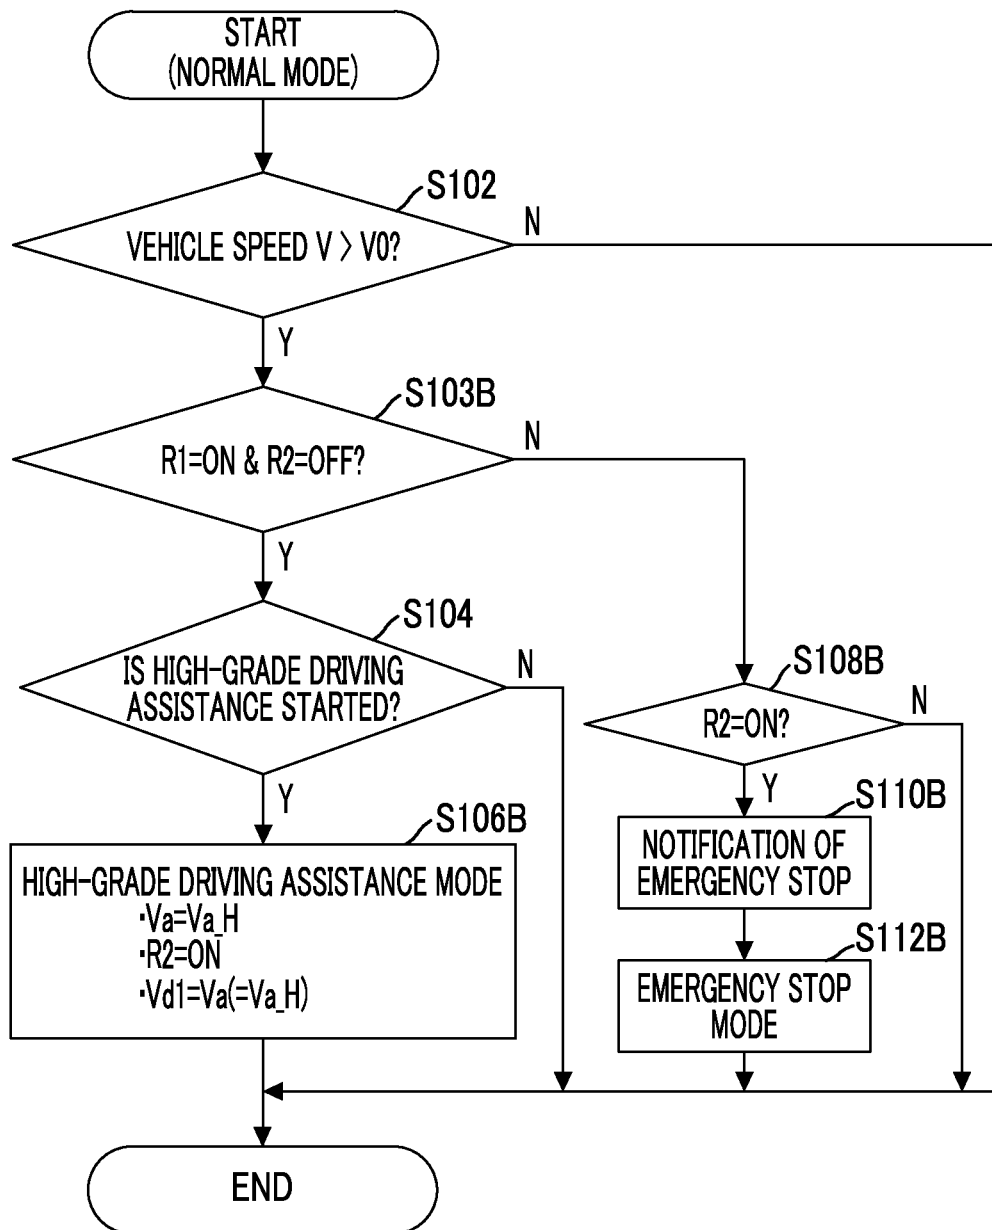 START
(NORMAL MODE)
S102
VEHICLE SPEED V > V0?
N
Y
S103B
R1=ON & R2=OFF?
N
Y
S104
IS HIGH-GRADE DRIVING
ASSISTANCE STARTED?
N
Y
S108B
R2=ON?
N
Y
S106B
HIGH-GRADE DRIVING ASSISTANCE MODE
·Va=Va_H
·R2=ON
·Vd1=Va(=Va_H)
S110B
NOTIFICATION OF
EMERGENCY STOP
S112B
EMERGENCY STOP
MODE
END